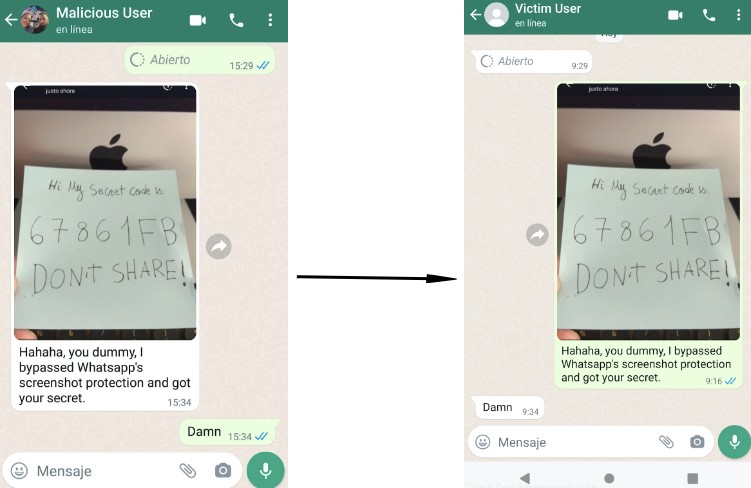 Malicious User
en línea
Abierto
15:29
justo ahora
Hi My Secret Code is:
67861FB
DON'T SHARE!
Hahaha, you dummy, I
bypassed Whatsapp's
screenshot protection and got
your secret.
15:34
Damn
15:34
Mensaje
Victim User
en línea
Hoy
Abierto
9:29
justo ahora
Hi My Secret Code is:
67861FB
DON'T SHARE!
Hahaha, you dummy, I bypassed
Whatsapp's screenshot protection
and got your secret.
9:16
Damn
9:34
Mensaje